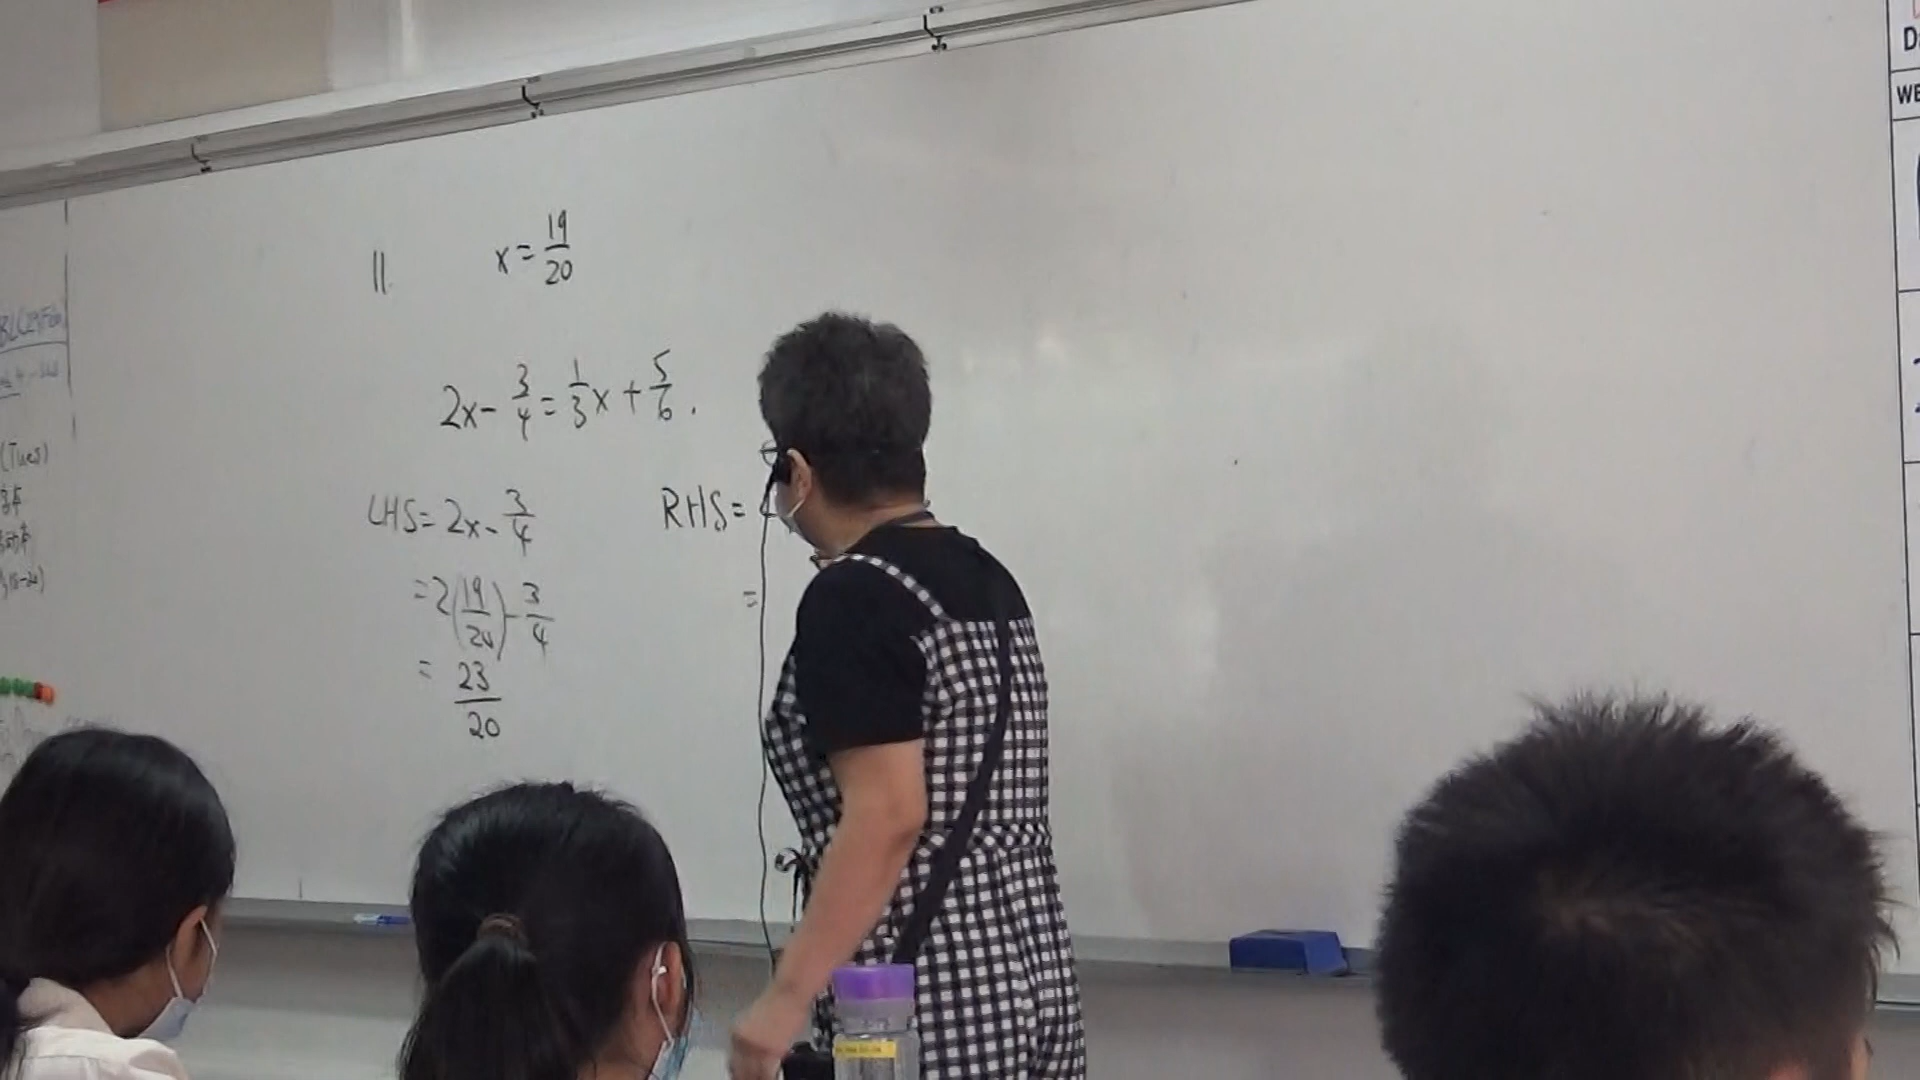 11. x = 19/20
2x - 3/4 = 1/3 x + 5/6 .
LHS = 2x - 3/4
= 2(19/20) - 3/4
= 23/20
RHS =
=
(Tues)
WE